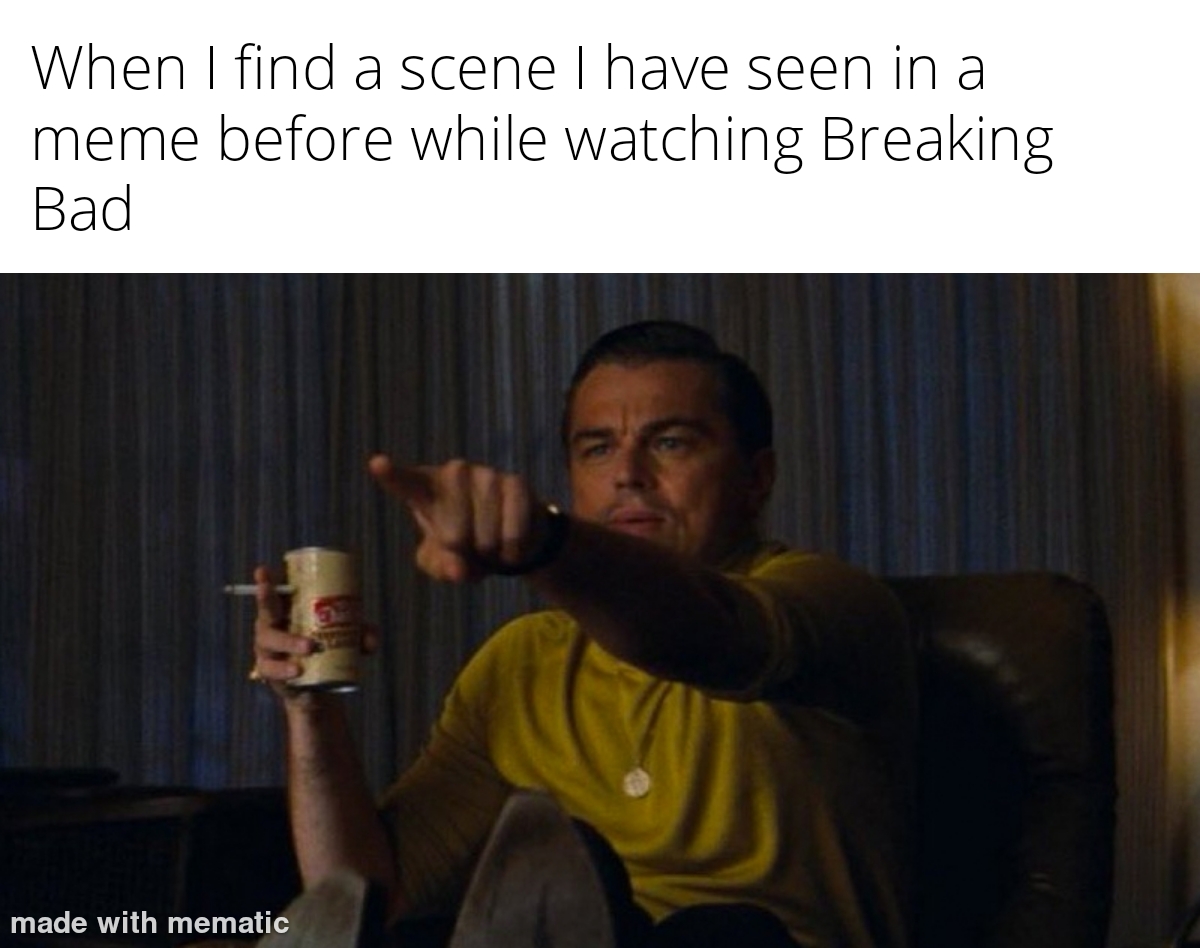 When I find a scene I have seen in a
meme before while watching Breaking
Bad
made with mematic